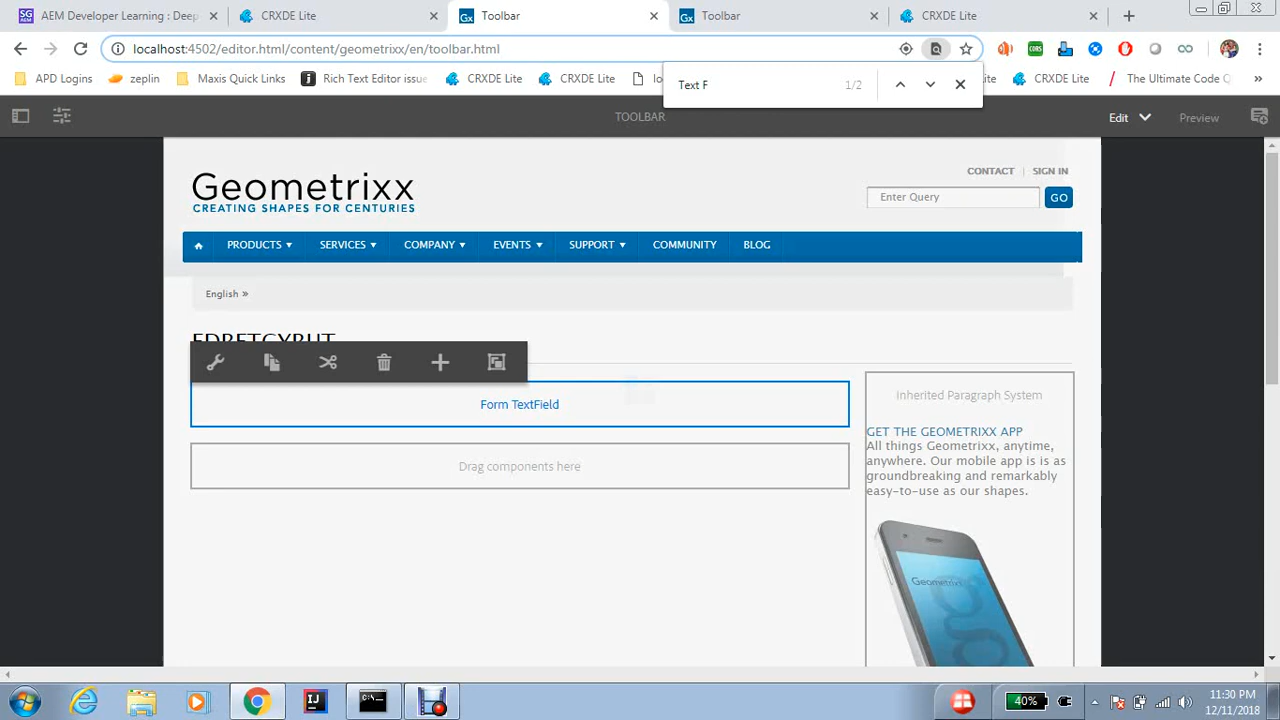 AEM Developer Learning : Deep
CRXDE Lite
Toolbar
Toolbar
CRXDE Lite
localhost:4502/editor.html/content/geometrixx/en/toolbar.html
APD Logins
zeplin
Maxis Quick Links
Rich Text Editor issue
CRXDE Lite
CRXDE Lite
CRXDE Lite
The Ultimate Code
Text F
1/2
TOOLBAR
Edit
Preview
CONTACT | SIGN IN
Geometrixx
CREATING SHAPES FOR CENTURIES
Enter Query
GO
PRODUCTS
SERVICES
COMPANY
EVENTS
SUPPORT
COMMUNITY
BLOG
English »
Form TextField
Drag components here
Inherited Paragraph System
GET THE GEOMETRIXX APP
All things Geometrixx, anytime,
anywhere. Our mobile app is is as
groundbreaking and remarkably
easy-to-use as our shapes.
Geometrixx
40%
11:30 PM
12/11/2018